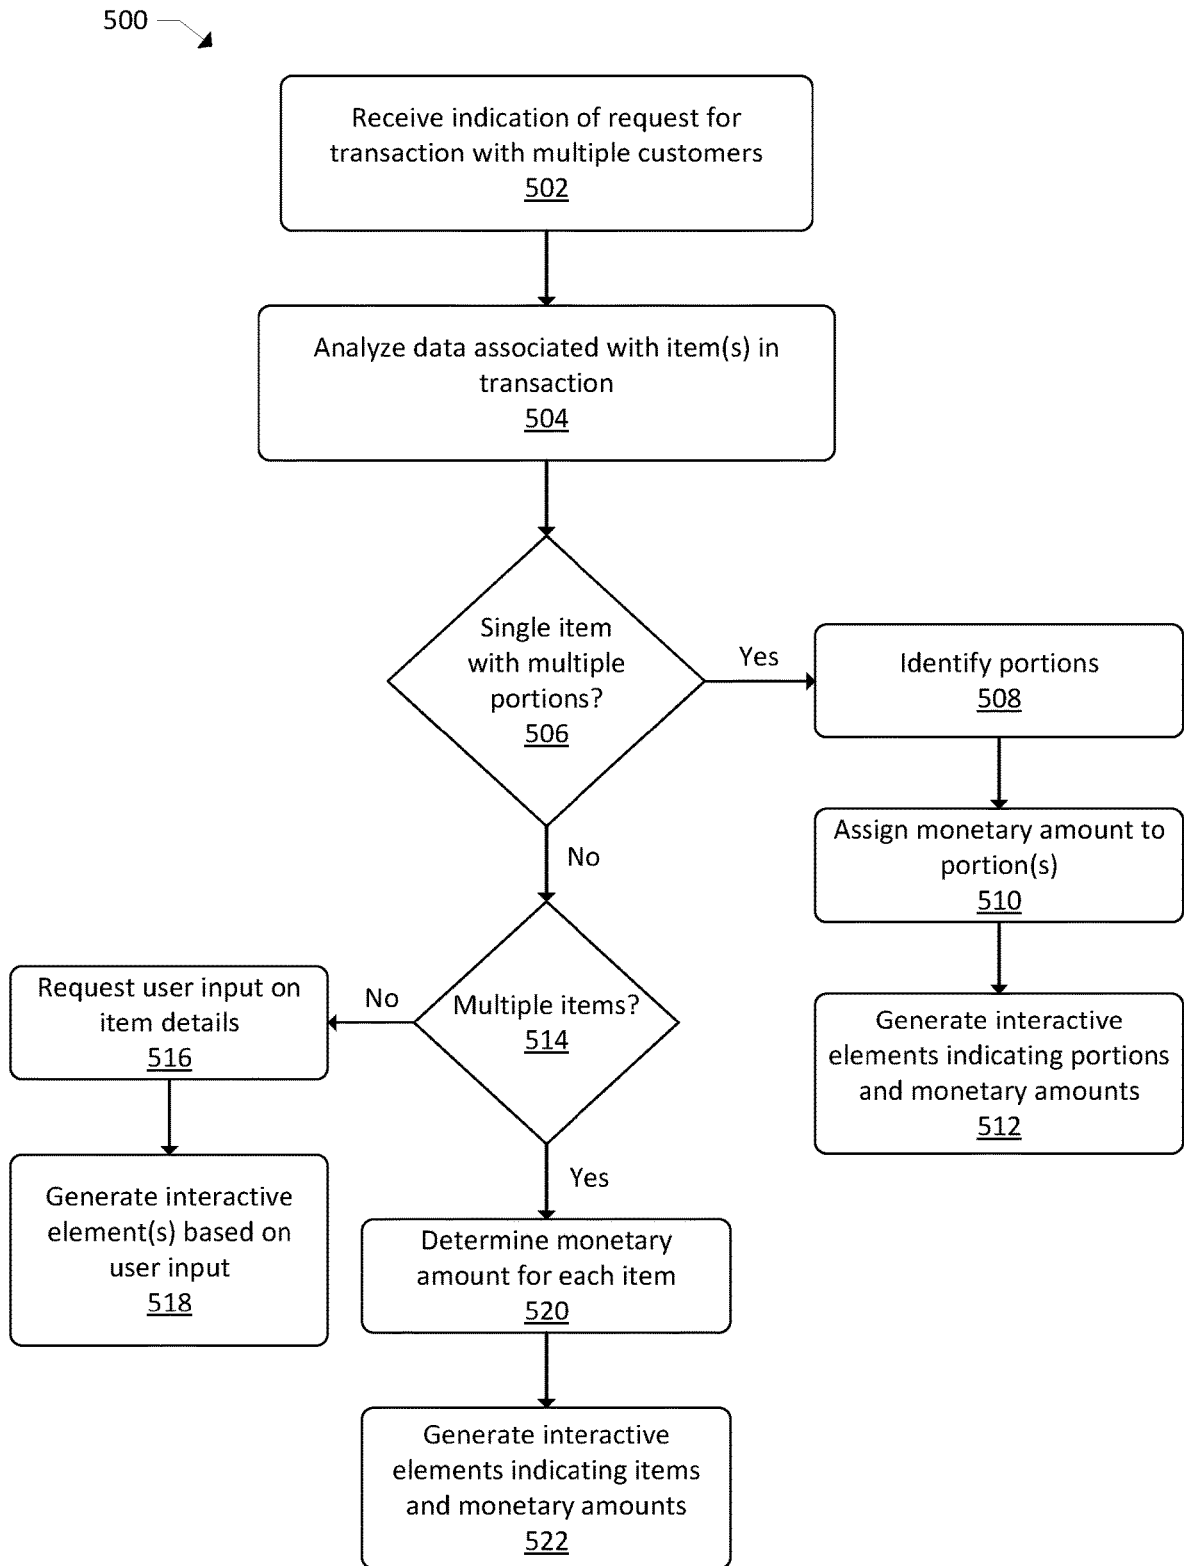 500
Receive indication of request for
transaction with multiple customers
502
Analyze data associated with item(s) in
transaction
504
Single item
with multiple
portions?
506
Yes
Identify portions
508
Assign monetary amount to
portion(s)
510
Generate interactive
elements indicating portions
and monetary amounts
512
No
Multiple items?
514
No
Request user input on
item details
516
Generate interactive
element(s) based on
user input
518
Yes
Determine monetary
amount for each item
520
Generate interactive
elements indicating items
and monetary amounts
522